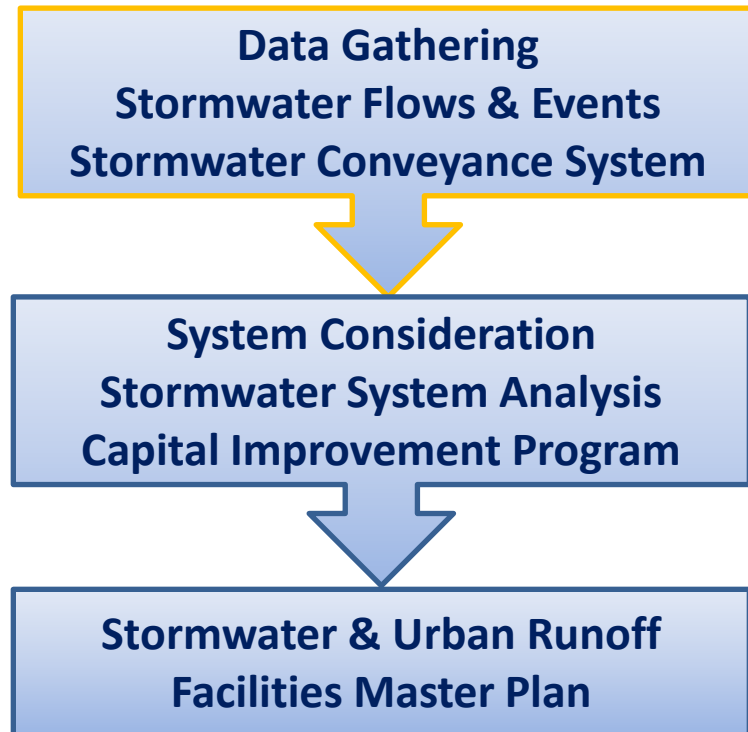 Data Gathering
Stormwater Flows & Events
Stormwater Conveyance System
System Consideration
Stormwater System Analysis
Capital Improvement Program
Stormwater & Urban Runoff
Facilities Master Plan